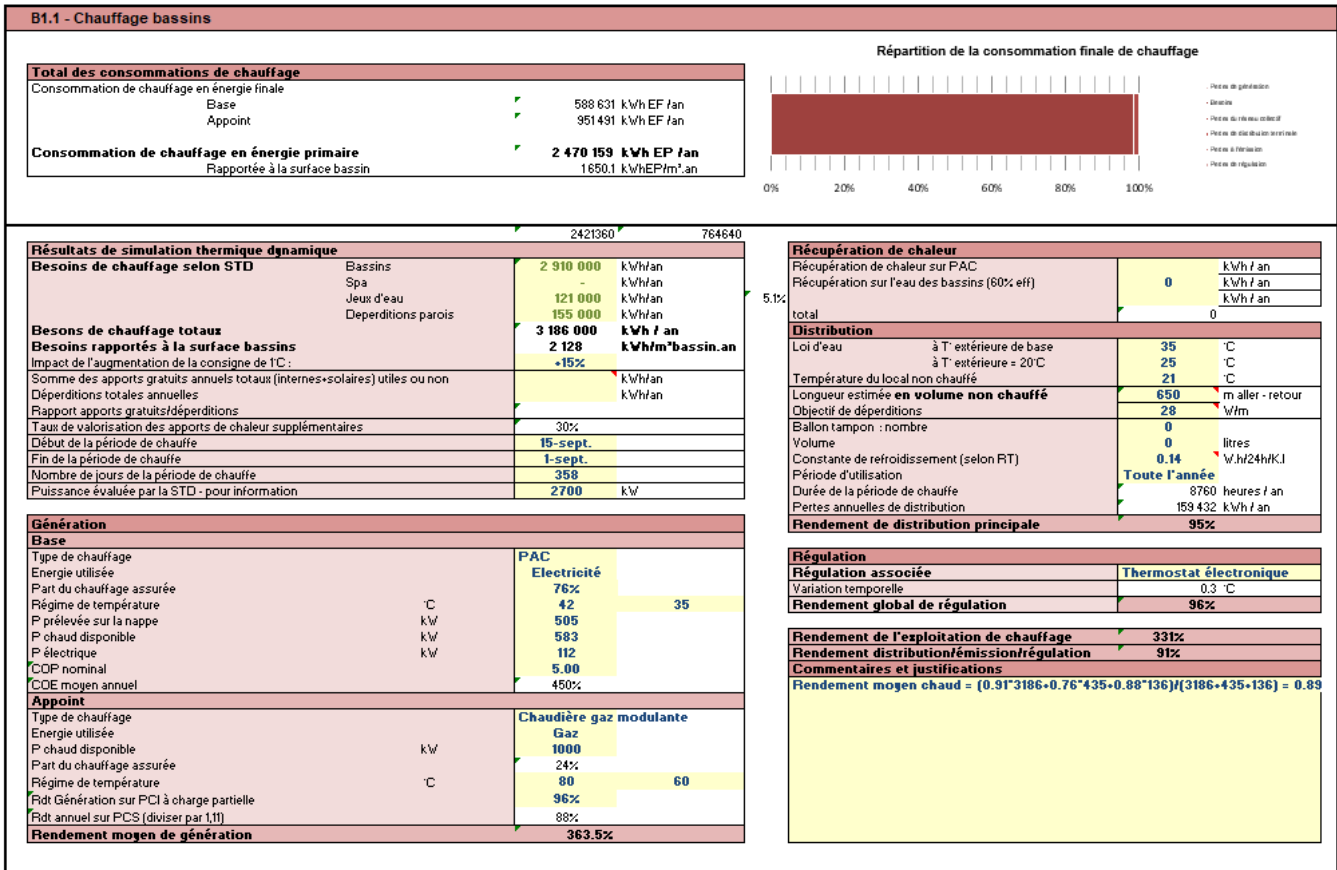 B1.1 - Chauffage bassins
Répartition de la consommation finale de chauffage
Total des consommations de chauffage
Consommation de chauffage en énergie finale
Base 588 631 kWh EF /an
Appoint 951 491 kWh EF /an
Consommation de chauffage en énergie primaire 2 470 159 kWh EP /an
Rapportée à la surface bassin 1650.1 kWhEP/m².an
- Pertes de génération
- Besoins
- Pertes du réseau collectif
- Pertes de distribution terminale
- Pertes à l'émission
- Pertes de régulation
0% 20% 40% 60% 80% 100%
2421360 764640
Résultats de simulation thermique dynamique
Besoins de chauffage selon STD Bassins 2 910 000 kWh/an
Spa - kWh/an
Jeux d'eau 121 000 kWh/an 5.1%
Deperditions parois 155 000 kWh/an
Besons de chauffage totaux 3 186 000 kWh / an
Besoins rapportés à la surface bassins 2 128 kWh/m²bassin.an
Impact de l'augmentation de la consigne de 1°C : +15%
Somme des apports gratuits annuels totaux (internes+solaires) utiles ou non kWh/an
Déperditions totales annuelles kWh/an
Rapport apports gratuits/déperditions
Taux de valorisation des apports de chaleur supplémentaires 30%
Début de la période de chauffe 15-sept.
Fin de la période de chauffe 1-sept.
Nombre de jours de la période de chauffe 358
Puissance évaluée par la STD - pour information 2700 kW
Génération
Base
Type de chauffage PAC
Energie utilisée Electricité
Part du chauffage assurée 76%
Régime de température °C 42 35
P prélevée sur la nappe kW 505
P chaud disponible kW 583
P électrique kW 112
COP nominal 5.00
COE moyen annuel 450%
Appoint
Type de chauffage Chaudière gaz modulante
Energie utilisée Gaz
P chaud disponible kW 1000
Part du chauffage assurée 24%
Régime de température °C 80 60
Rdt Génération sur PCI à charge partielle 96%
Rdt annuel sur PCS (diviser par 1,11) 88%
Rendement moyen de génération 363.5%
Récupération de chaleur
Récupération de chaleur sur PAC kWh / an
Récupération sur l'eau des bassins (60% eff) 0 kWh / an
kWh / an
total 0
Distribution
Loi d'eau à T° extérieure de base 35 °C
à T° extérieure = 20°C 25 °C
Température du local non chauffé 21 °C
Longueur estimée en volume non chauffé 650 m aller - retour
Objectif de déperditions 28 W/m
Ballon tampon : nombre 0
Volume 0 litres
Constante de refroidissement (selon RT) 0.14 W.h/24h/K.l
Période d'utilisation Toute l'année
Durée de la période de chauffe 8760 heures / an
Pertes annuelles de distribution 159 432 kWh / an
Rendement de distribution principale 95%
Régulation
Régulation associée Thermostat électronique
Variation temporelle 0.3 °C
Rendement global de régulation 96%
Rendement de l'exploitation de chauffage 331%
Rendement distribution/émission/régulation 91%
Commentaires et justifications
Rendement moyen chaud = (0.91*3186+0.76*435+0.88*136)/(3186+435+136) = 0.89